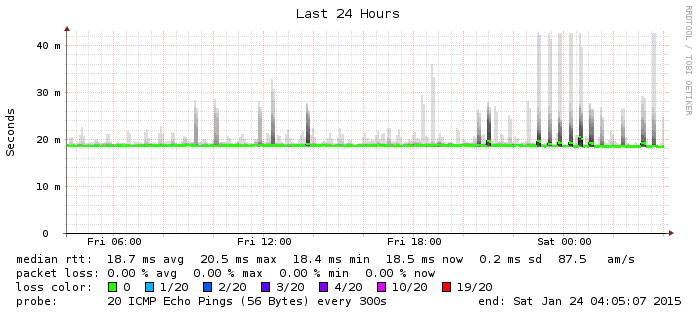 Last 24 Hours
RRDTOOL / TOBI OETIKER
Seconds
40 m
30 m
20 m
10 m
0
Fri 06:00 Fri 12:00 Fri 18:00 Sat 00:00
median rtt: 18.7 ms avg 20.5 ms max 18.4 ms min 18.5 ms now 0.2 ms sd 87.5 am/s
packet loss: 0.00 % avg 0.00 % max 0.00 % min 0.00 % now
loss color: 0 1/20 2/20 3/20 4/20 10/20 19/20
probe: 20 ICMP Echo Pings (56 Bytes) every 300s end: Sat Jan 24 04:05:07 2015